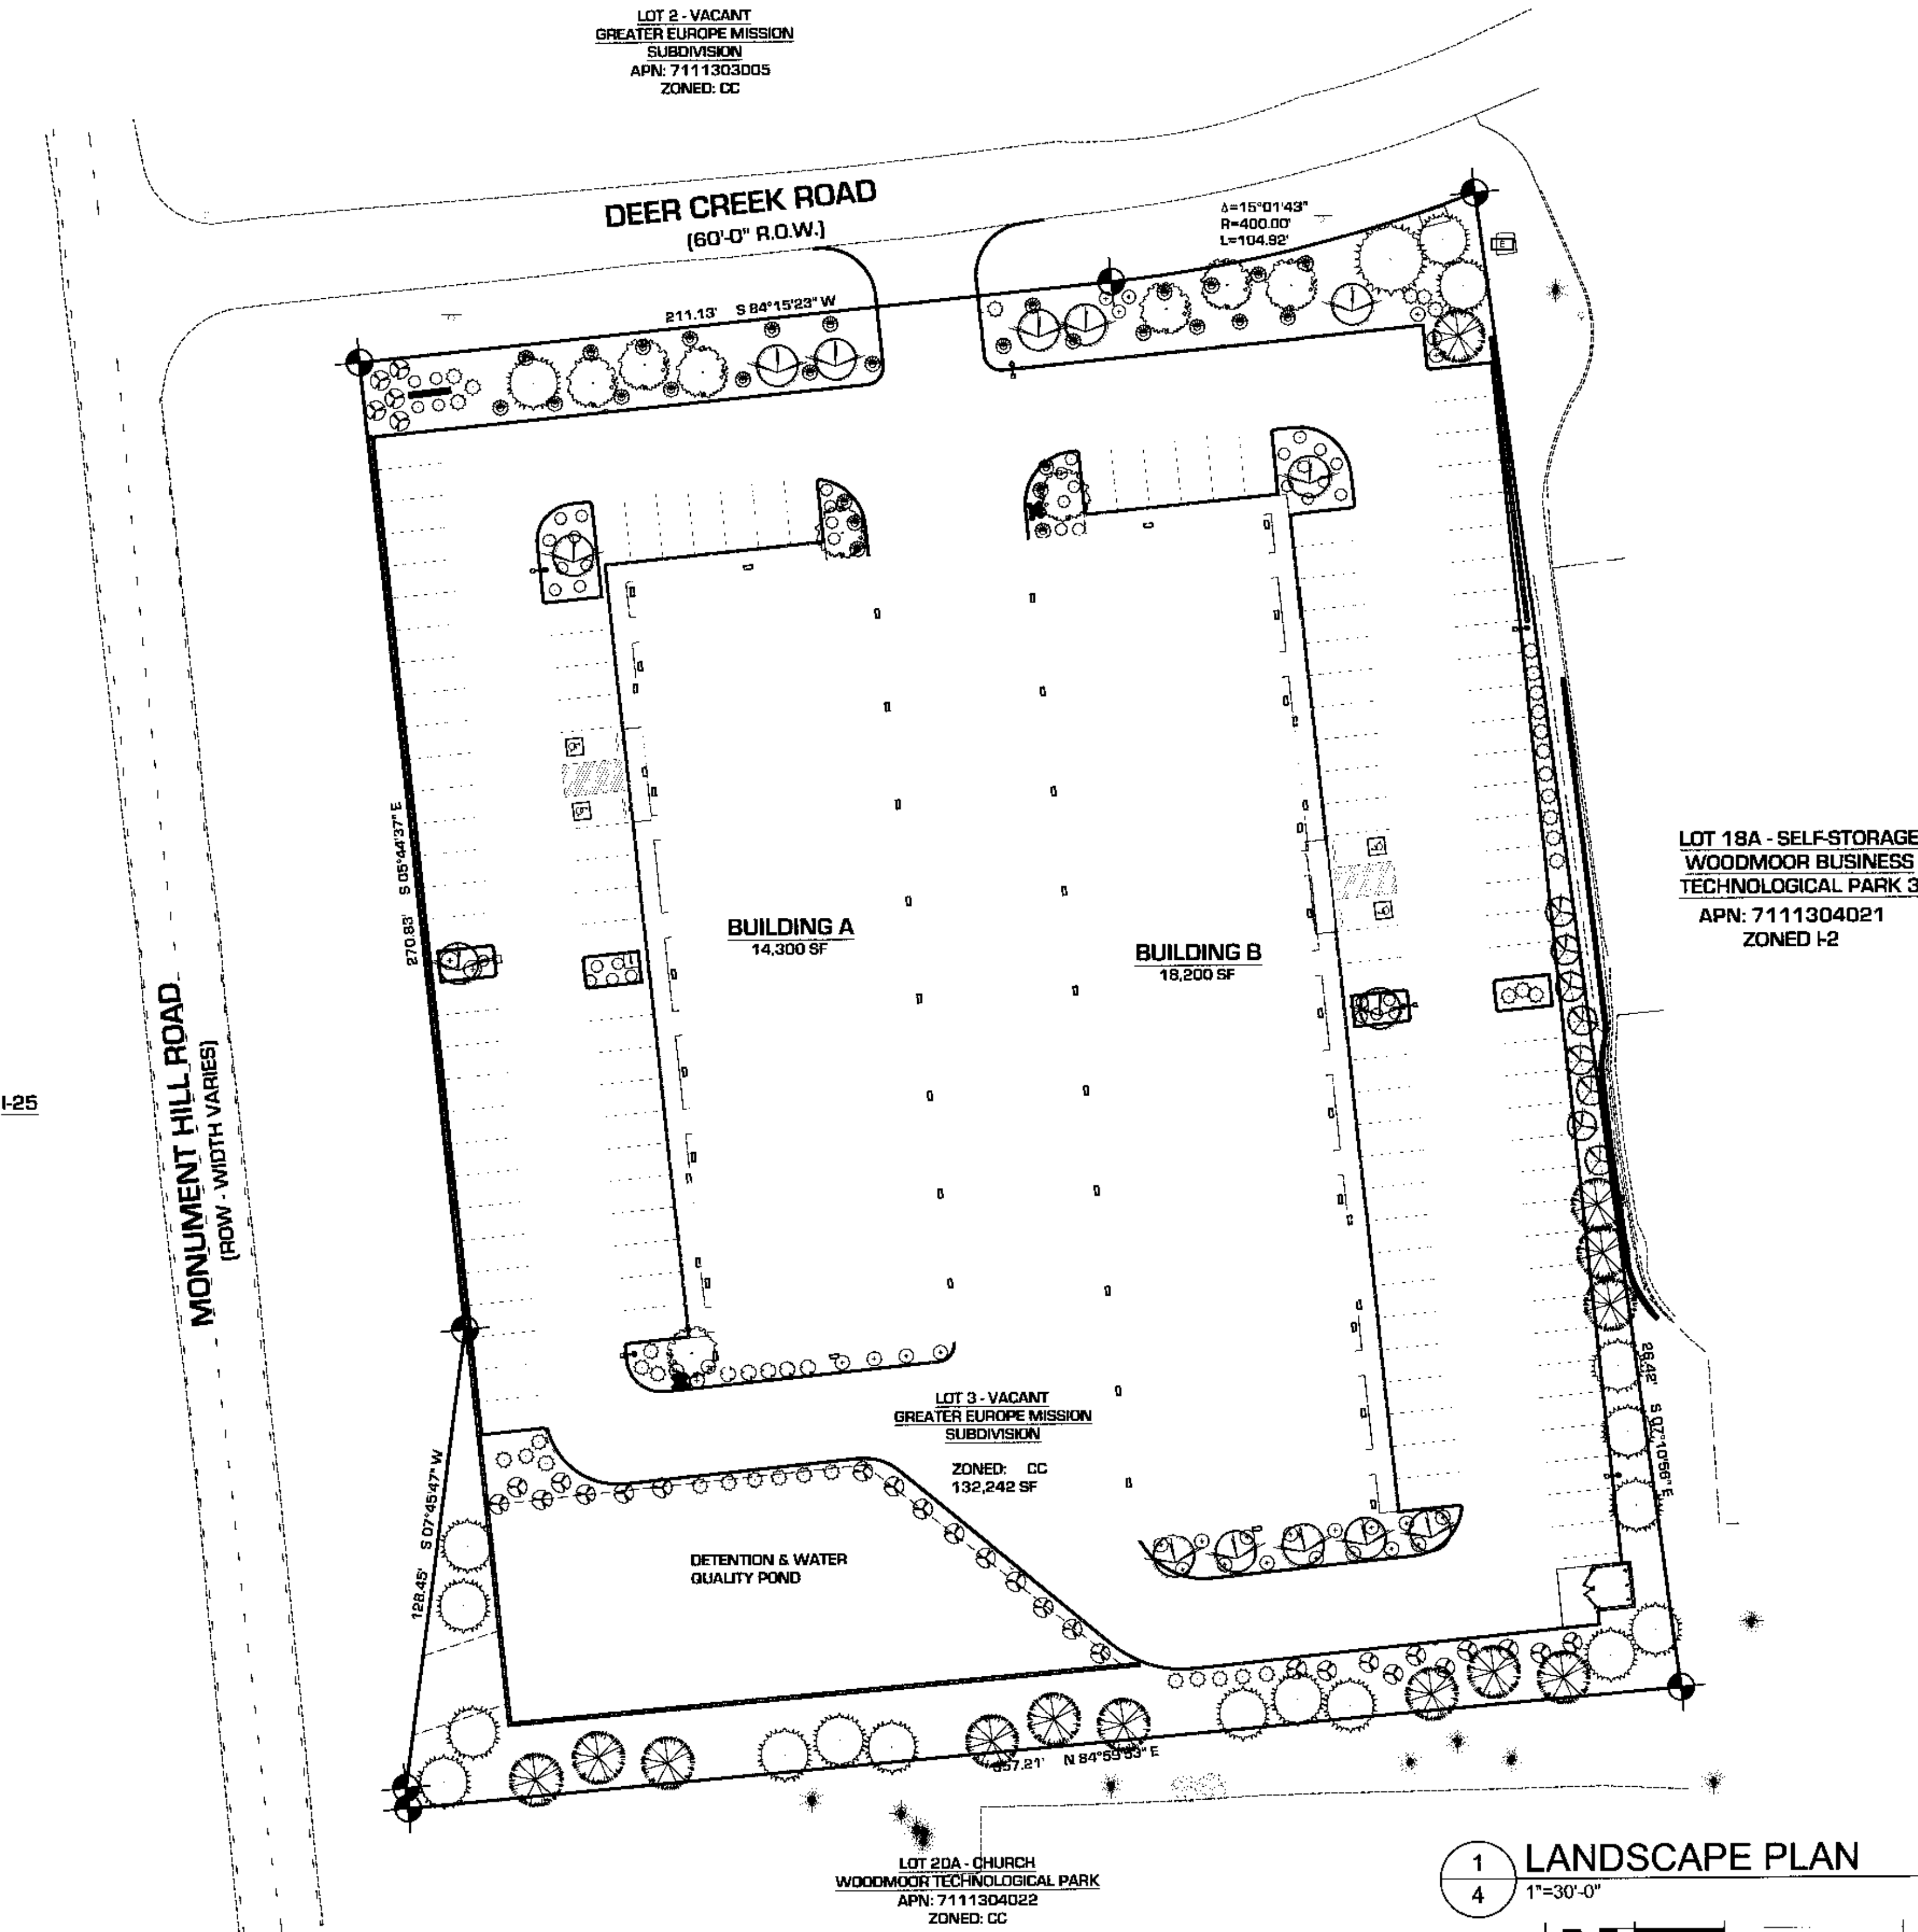 LOT 2 - VACANT
GREATER EUROPE MISSION
SUBDIVISION
APN: 7111303005
ZONED: CC
DEER CREEK ROAD
(60'-0" R.O.W.)
Δ=15°01'43"
R=400.00'
L=104.92'
E
211.13' S 84°15'23" W
270.83' S 05°44'37" E
LOT 18A - SELF-STORAGE
WOODMOOR BUSINESS
TECHNOLOGICAL PARK 3
APN: 7111304021
ZONED I-2
BUILDING A
14,300 SF
BUILDING B
18,200 SF
MONUMENT HILL ROAD
(ROW - WIDTH VARIES)
I-25
LOT 3 - VACANT
GREATER EUROPE MISSION
SUBDIVISION
ZONED: CC
132,242 SF
26.42' S 07°10'56" E
128.45' S 07°45'47" W
DETENTION & WATER
QUALITY POND
N 84°59'53" E
LOT 20A - CHURCH
WOODMOOR TECHNOLOGICAL PARK
APN: 7111304022
ZONED: CC
1
4
LANDSCAPE PLAN
1"=30'-0"